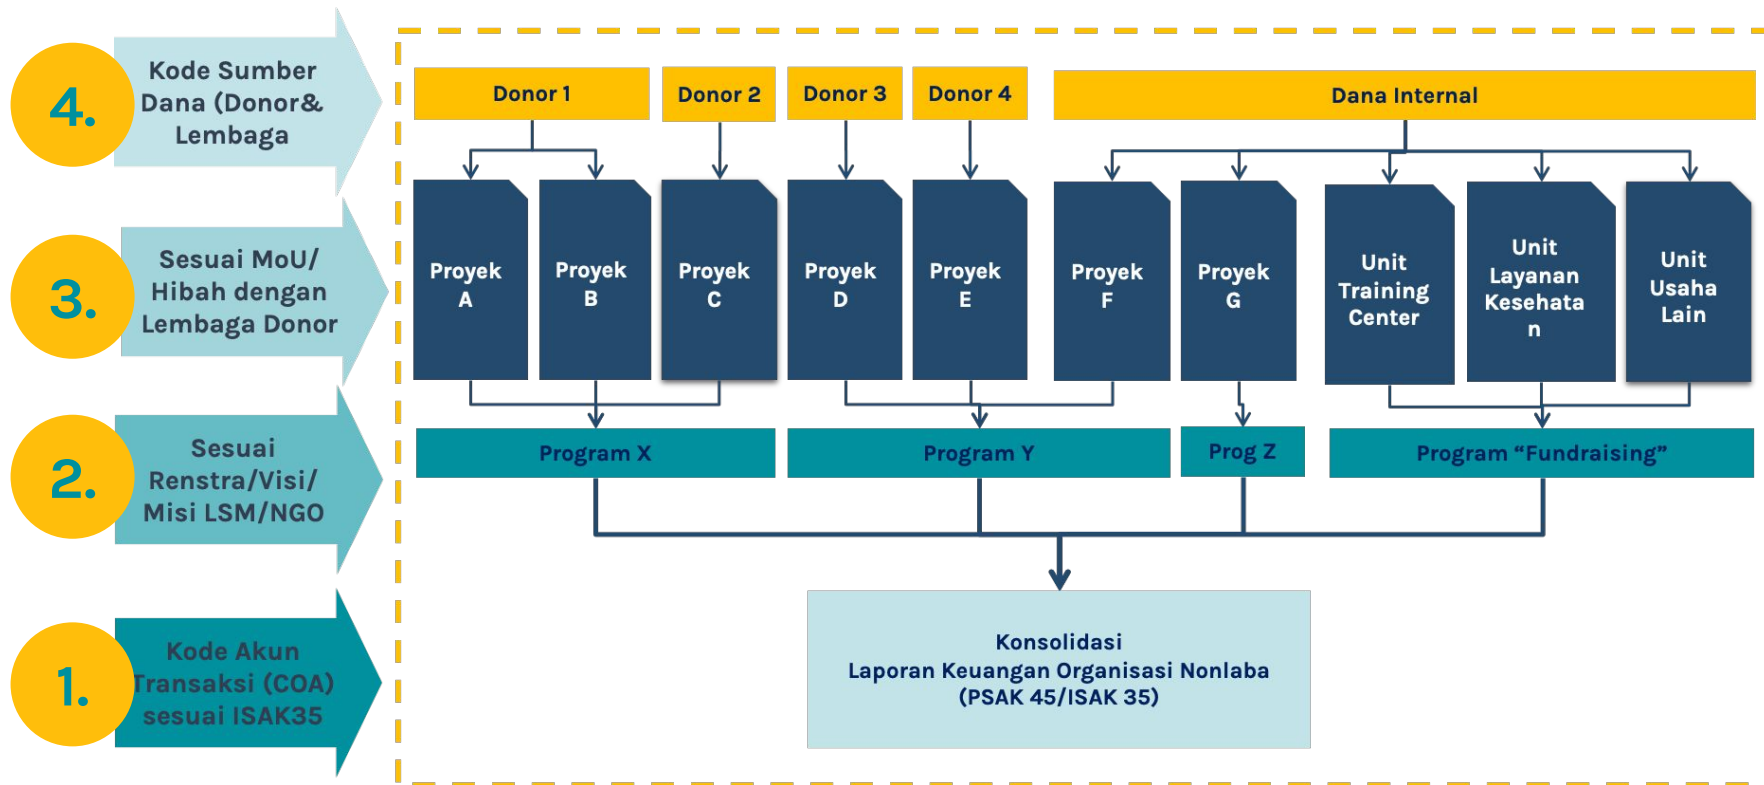 4.
Kode Sumber
Dana (Donor&
Lembaga
Donor 1
Donor 2
Donor 3
Donor 4
Dana Internal
3.
Sesuai MoU/
Hibah dengan
Lembaga Donor
Proyek
A
Proyek
B
Proyek
C
Proyek
D
Proyek
E
Proyek
F
Proyek
G
Unit
Training
Center
Unit
Layanan
Kesehata
n
Unit
Usaha
Lain
2.
Sesuai
Renstra/Visi/
Misi LSM/NGO
Program X
Program Y
Prog Z
Program “Fundraising”
1.
Kode Akun
Transaksi (COA)
sesuai ISAK35
Konsolidasi
Laporan Keuangan Organisasi Nonlaba
(PSAK 45/ISAK 35)